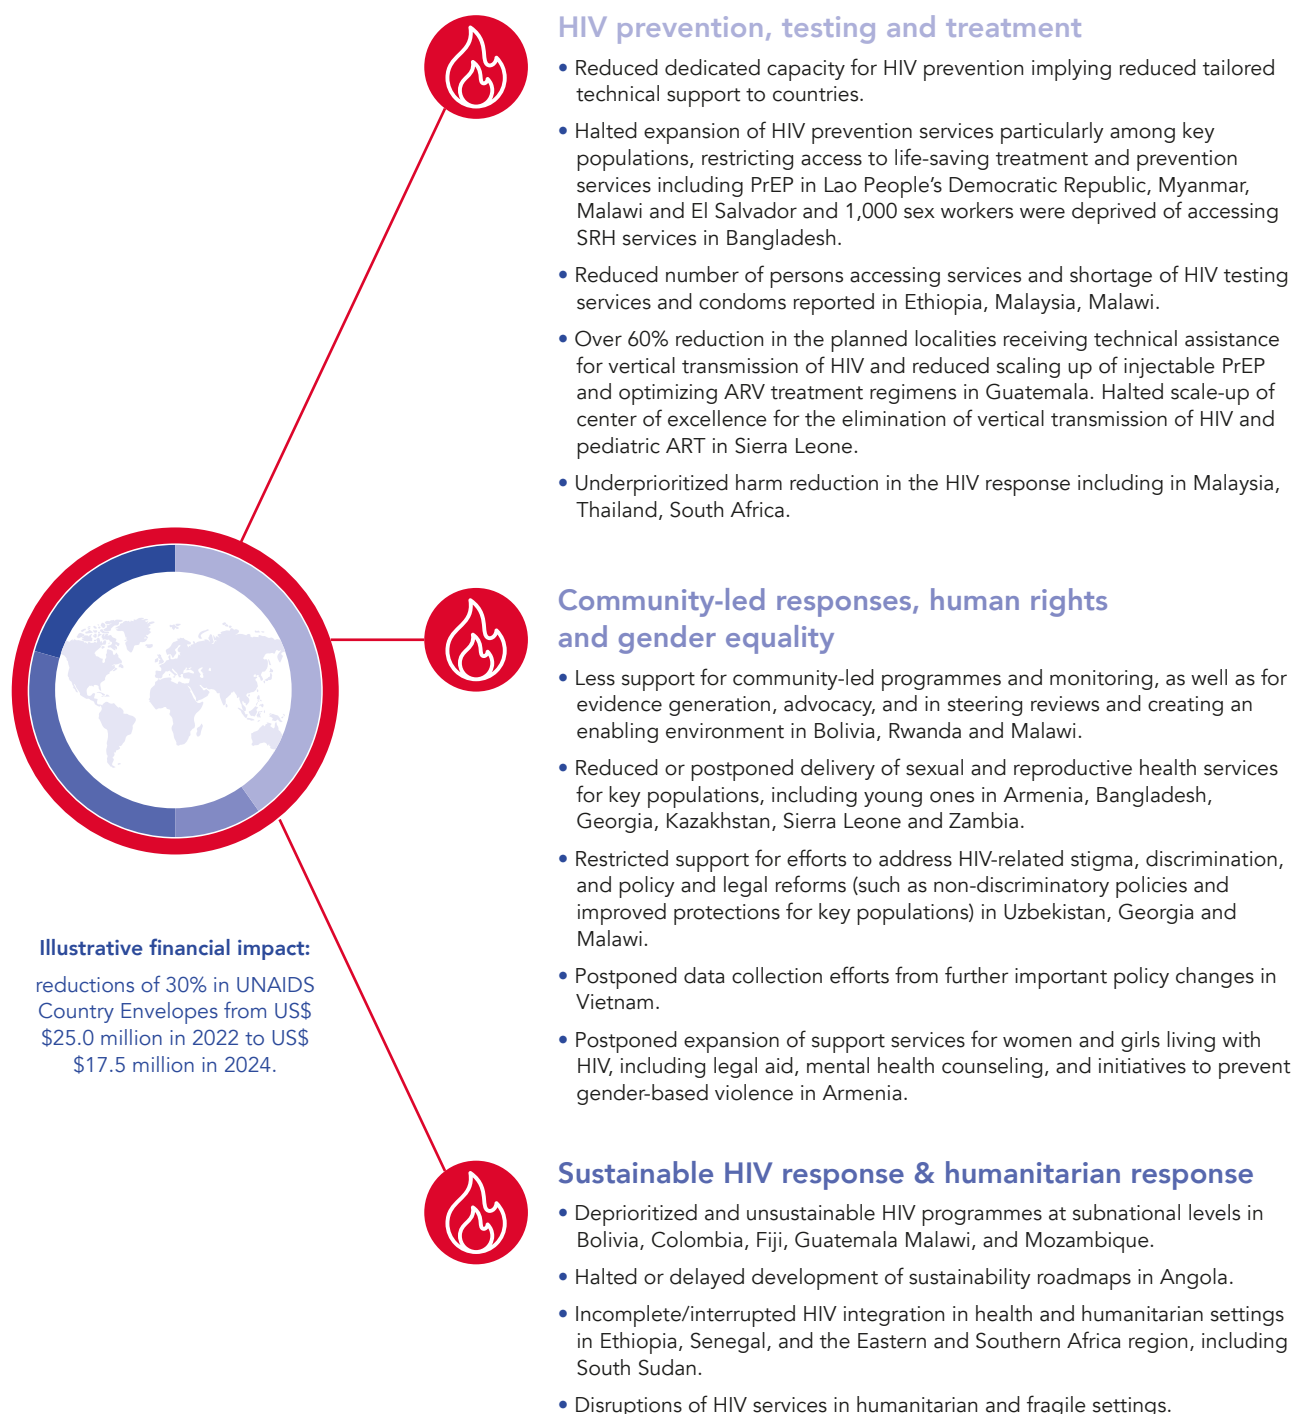 HIV prevention, testing and treatment
• Reduced dedicated capacity for HIV prevention implying reduced tailored
technical support to countries.
• Halted expansion of HIV prevention services particularly among key
populations, restricting access to life-saving treatment and prevention
services including PrEP in Lao People’s Democratic Republic, Myanmar,
Malawi and El Salvador and 1,000 sex workers were deprived of accessing
SRH services in Bangladesh.
• Reduced number of persons accessing services and shortage of HIV testing
services and condoms reported in Ethiopia, Malaysia, Malawi.
• Over 60% reduction in the planned localities receiving technical assistance
for vertical transmission of HIV and reduced scaling up of injectable PrEP
and optimizing ARV treatment regimens in Guatemala. Halted scale-up of
center of excellence for the elimination of vertical transmission of HIV and
pediatric ART in Sierra Leone.
• Underprioritized harm reduction in the HIV response including in Malaysia,
Thailand, South Africa.
Community-led responses, human rights
and gender equality
• Less support for community-led programmes and monitoring, as well as for
evidence generation, advocacy, and in steering reviews and creating an
enabling environment in Bolivia, Rwanda and Malawi.
• Reduced or postponed delivery of sexual and reproductive health services
for key populations, including young ones in Armenia, Bangladesh,
Georgia, Kazakhstan, Sierra Leone and Zambia.
• Restricted support for efforts to address HIV-related stigma, discrimination,
and policy and legal reforms (such as non-discriminatory policies and
improved protections for key populations) in Uzbekistan, Georgia and
Malawi.
• Postponed data collection efforts from further important policy changes in
Vietnam.
• Postponed expansion of support services for women and girls living with
HIV, including legal aid, mental health counseling, and initiatives to prevent
gender-based violence in Armenia.
Illustrative financial impact:
reductions of 30% in UNAIDS
Country Envelopes from US$
$25.0 million in 2022 to US$
$17.5 million in 2024.
Sustainable HIV response & humanitarian response
• Deprioritized and unsustainable HIV programmes at subnational levels in
Bolivia, Colombia, Fiji, Guatemala Malawi, and Mozambique.
• Halted or delayed development of sustainability roadmaps in Angola.
• Incomplete/interrupted HIV integration in health and humanitarian settings
in Ethiopia, Senegal, and the Eastern and Southern Africa region, including
South Sudan.
• Disruptions of HIV services in humanitarian and fragile settings.